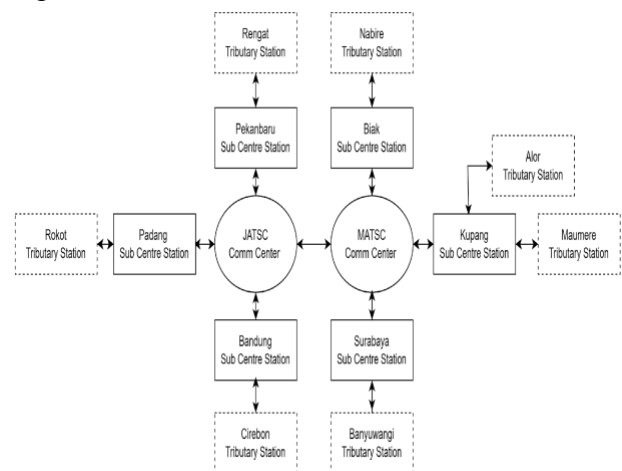 Rengat
Tributary Station
Nabire
Tributary Station
Pekanbaru
Sub Centre Station
Biak
Sub Centre Station
Alor
Tributary Station
Rokot
Tributary Station
Padang
Sub Centre Station
JATSC
Comm Center
MATSC
Comm Center
Kupang
Sub Centre Station
Maumere
Tributary Station
Bandung
Sub Centre Station
Surabaya
Sub Centre Station
Cirebon
Tributary Station
Banyuwangi
Tributary Station